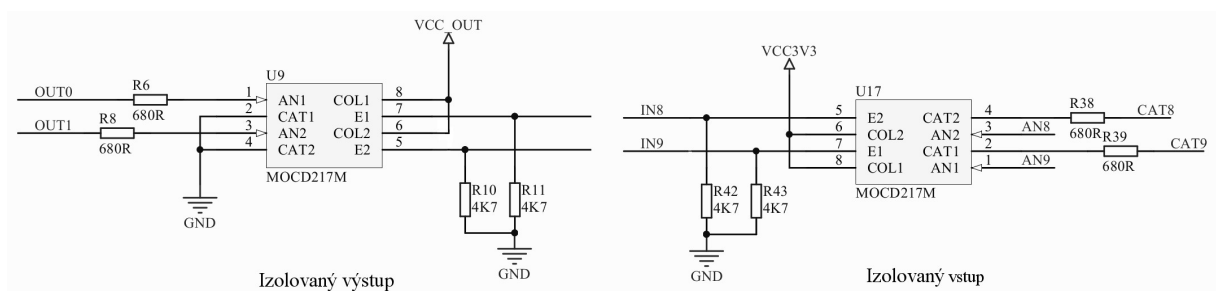 VCC_OUT
U9
OUT0
R6
680R
1
AN1
COL1
8
2
CAT1
E1
7
OUT1
R8
680R
3
AN2
COL2
6
4
CAT2
E2
5
MOCD217M
R10
4K7
R11
4K7
GND
GND
Izolovaný výstup
VCC3V3
U17
IN8
5
E2
CAT2
4
R38
680R
CAT8
6
COL2
AN2
3
AN8
IN9
7
E1
CAT1
2
R39
680R
CAT9
8
COL1
AN1
1
AN9
MOCD217M
R42
4K7
R43
4K7
GND
Izolovaný vstup